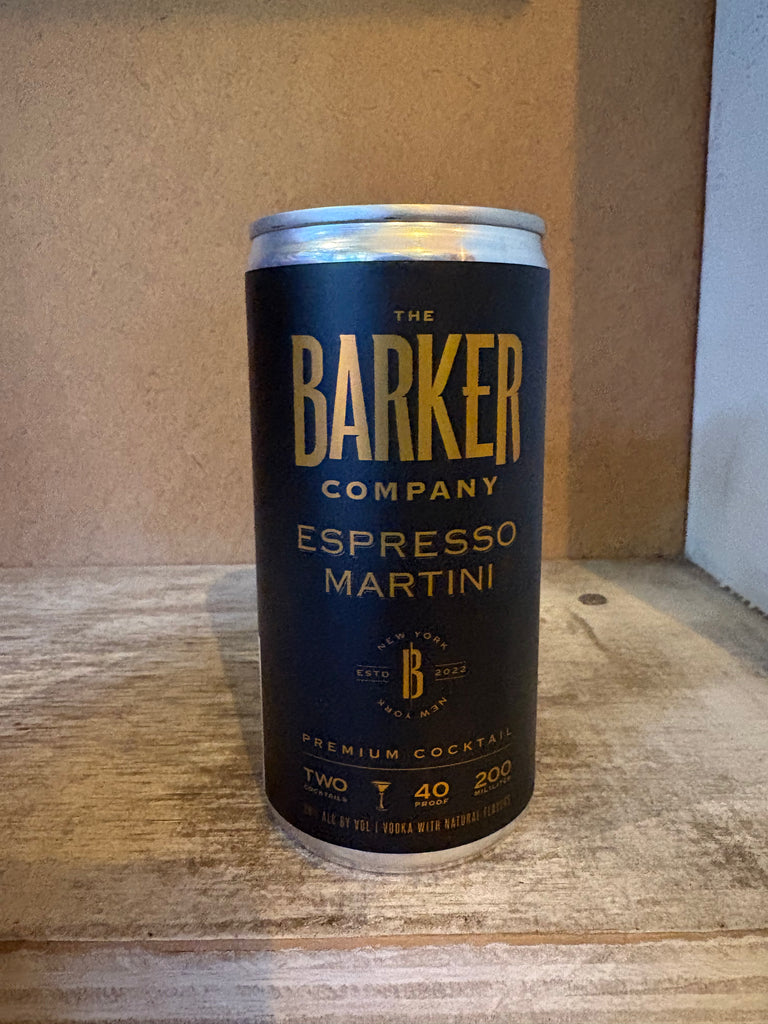 THE
BARKER
COMPANY
ESPRESSO
MARTINI
NEW YORK
ESTD B 2022
NEW YORK
PREMIUM COCKTAIL
TWO 40 200
COCKTAILS PROOF MILLILITERS
ALC BY VOL | VODKA WITH NATURAL FLAVORS